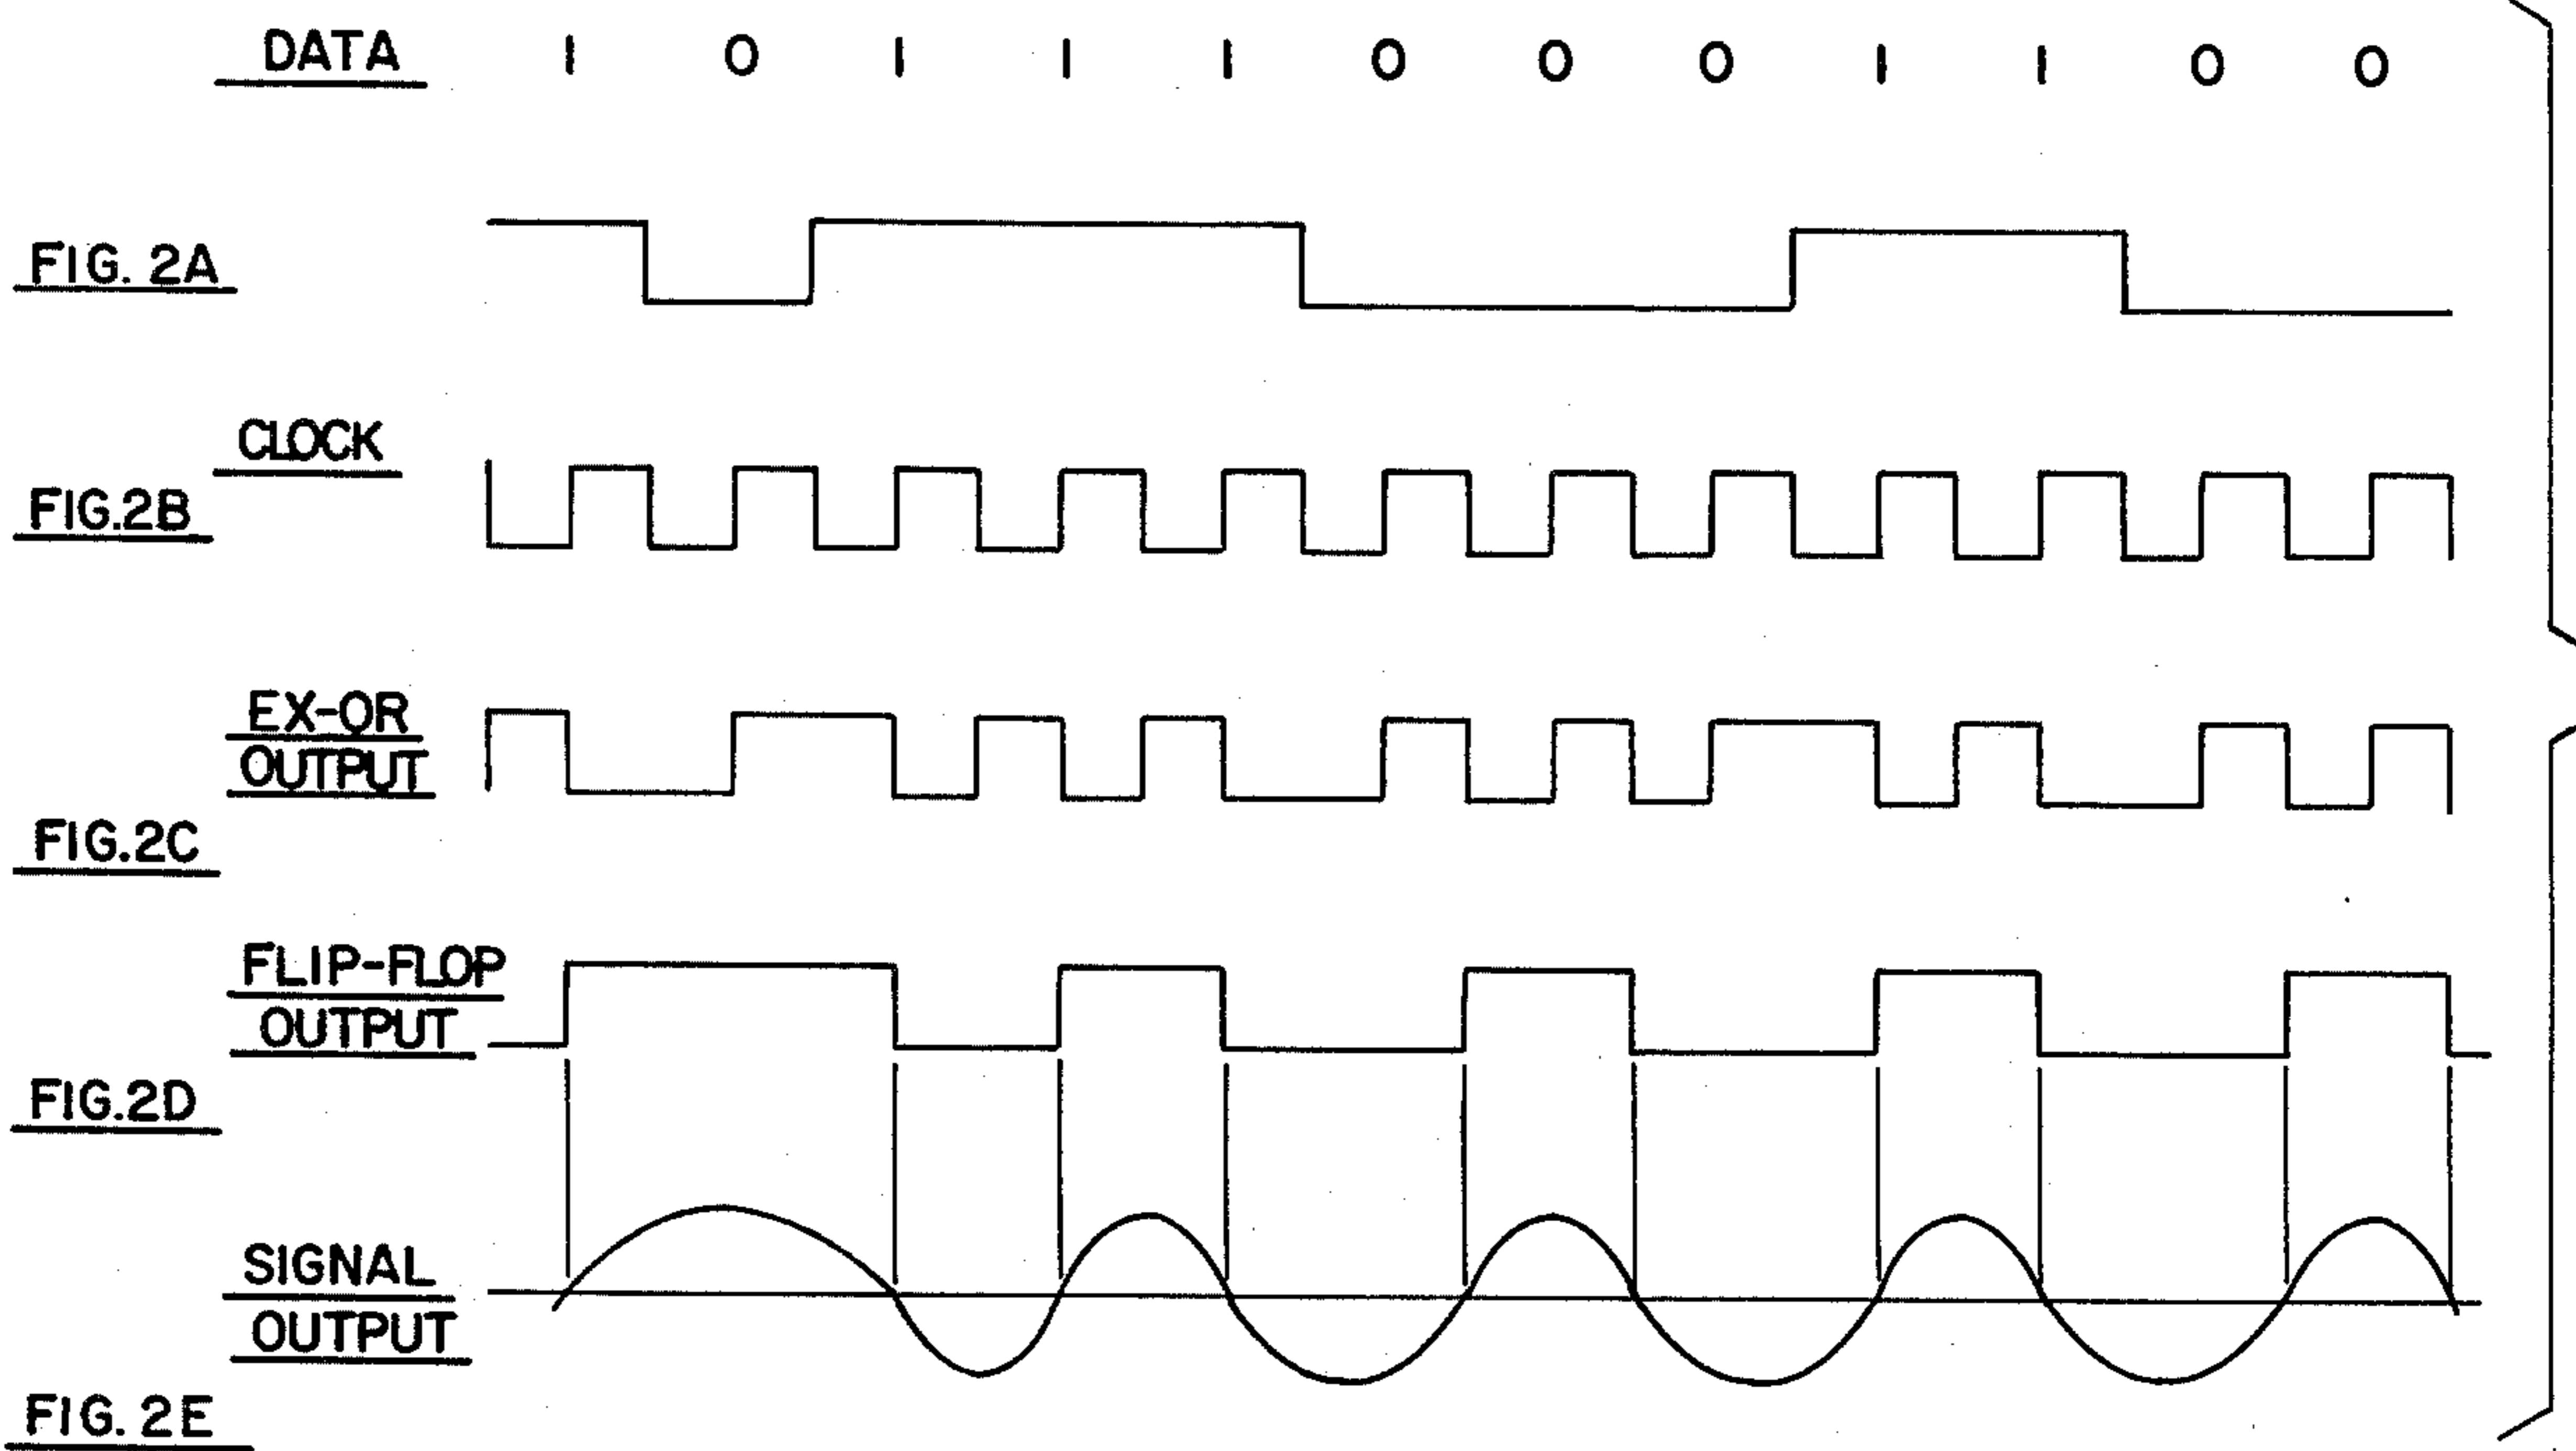 DATA 1 0 1 1 1 0 0 0 1 1 0 0
FIG. 2A
CLOCK
FIG.2B
EX-OR
OUTPUT
FIG.2C
FLIP-FLOP
OUTPUT
FIG.2D
SIGNAL
OUTPUT
FIG. 2E